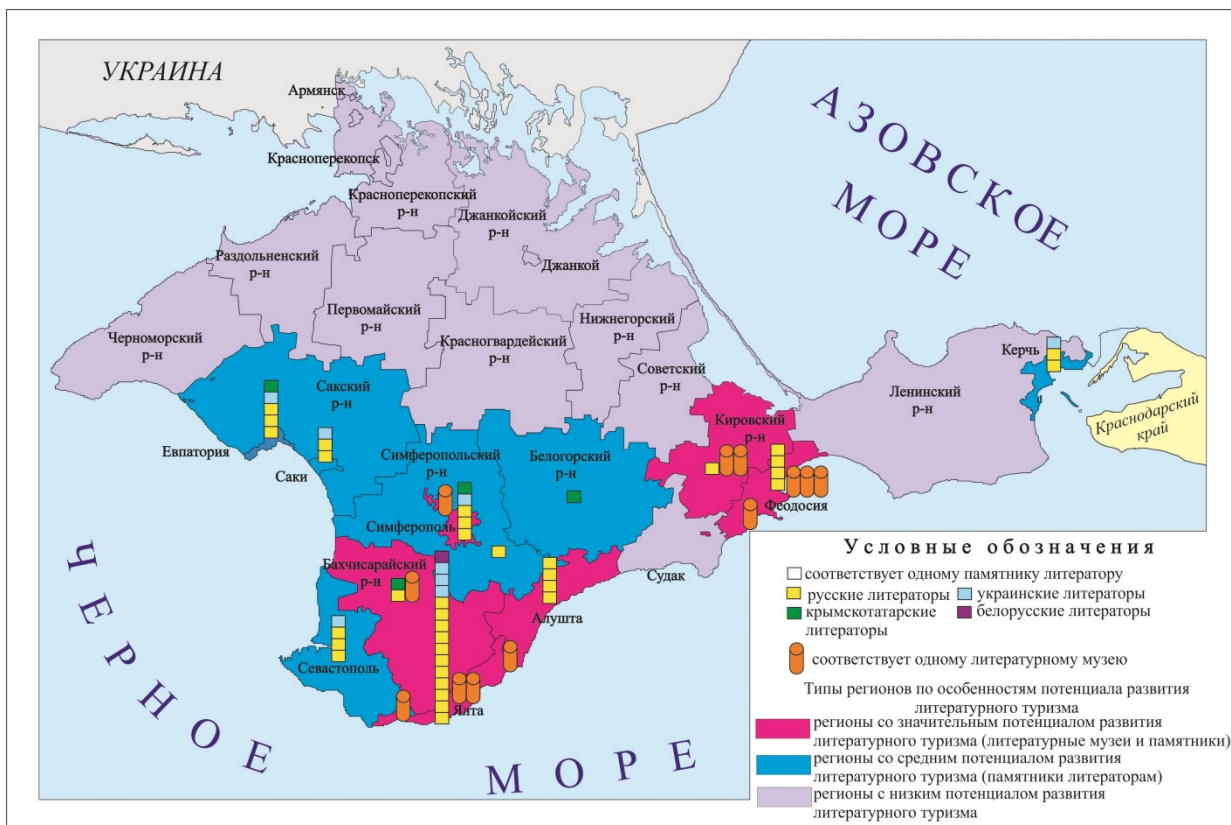 УКРАИНА
АЗОВСКОЕ
МОРЕ
Армянск
Красноперекопск
Красноперекопский
р-н
Джанкойский
р-н
Раздольненский
р-н
Джанкой
Первомайский
р-н
Нижнегорский
р-н
Черноморский
р-н
Красногвардейский
р-н
Советский
р-н
Керчь
Сакский
р-н
Ленинский
р-н
Краснодарский
край
Кировский
р-н
Евпатория
Саки
Симферопольский
р-н
Белогорский
р-н
Феодосия
Симферополь
Бахчисарайский
р-н
Судак
Алушта
Севастополь
Ялта
ЧЕРНОЕ
МОРЕ
Условные обозначения
соответствует одному памятнику литератору
русские литераторы
украинские литераторы
крымскотатарские
литераторы
белорусские литераторы
соответствует одному литературному музею
Типы регионов по особенностям потенциала развития
литературного туризма
регионы со значительным потенциалом развития
литературного туризма (литературные музеи и памятники)
регионы со средним потенциалом развития
литературного туризма (памятники литераторам)
регионы с низким потенциалом развития
литературного туризма